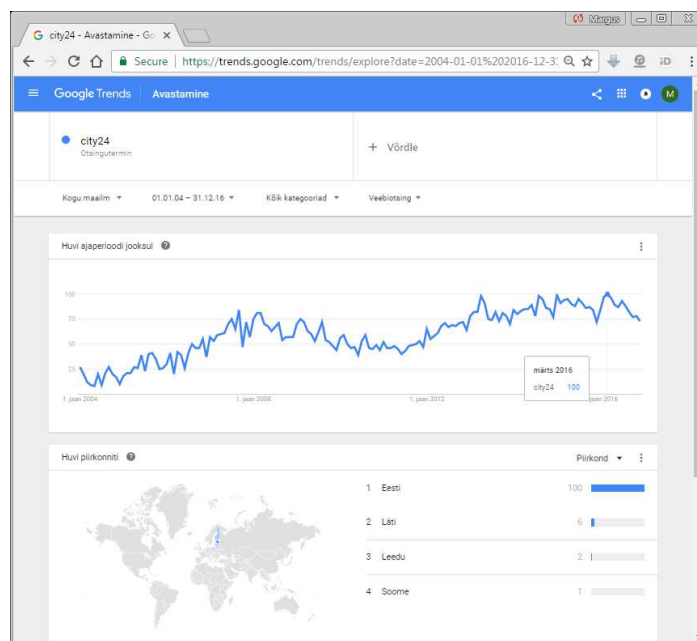 Margus
city24 - Avastamine - Go
Secure | https://trends.google.com/trends/explore?date=2004-01-01%202016-12-3
Google Trends Avastamine
M
city24
Otsingutermin
+ Võrdle
Kogu maailm
01.01.04 – 31.12.16
Kõik kategooriad
Veebiotsing
Huvi ajaperioodi jooksul
100
75
50
25
märts 2016
city24 100
1. jaan 2004
1. jaan 2008
1. jaan 2012
jaan 2016
Huvi piirkonniti
Piirkond
1 Eesti 100
2 Läti 6
3 Leedu 2
4 Soome 1